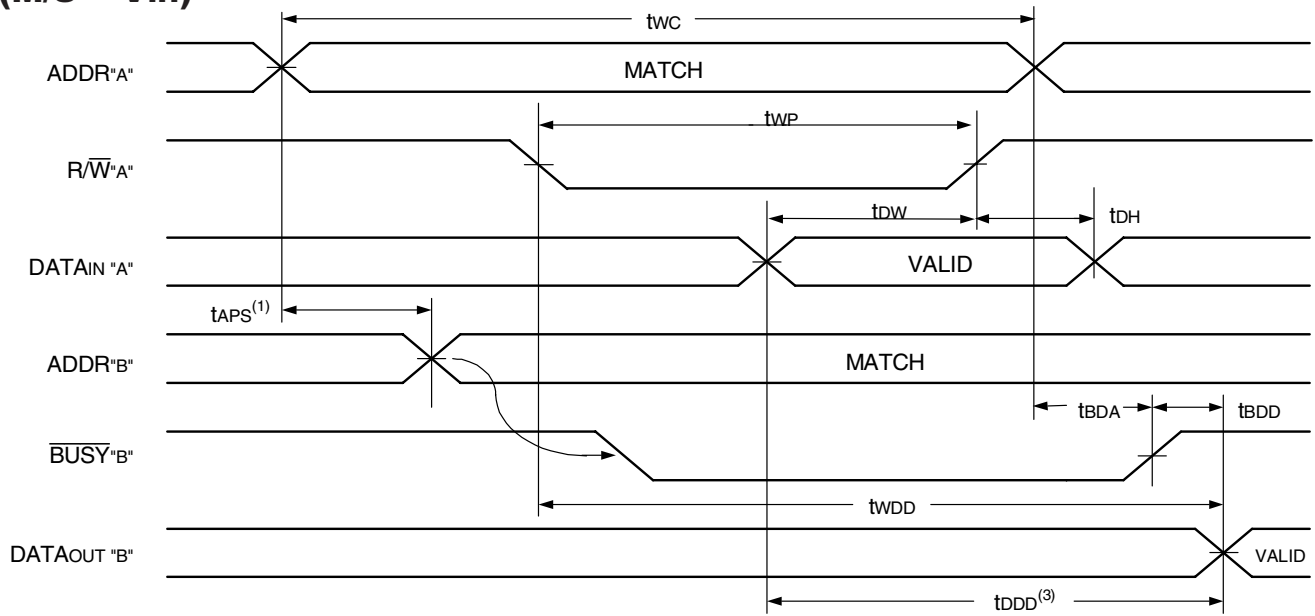 tWC
ADDR"A" MATCH
tWP
R/W̅"A"
tDW tDH
DATAIN "A" VALID
tAPS(1)
ADDR"B" MATCH
tBDA tBDD
B̅U̅S̅Y̅"B"
tWDD
DATAOUT "B" VALID
tDDD(3)